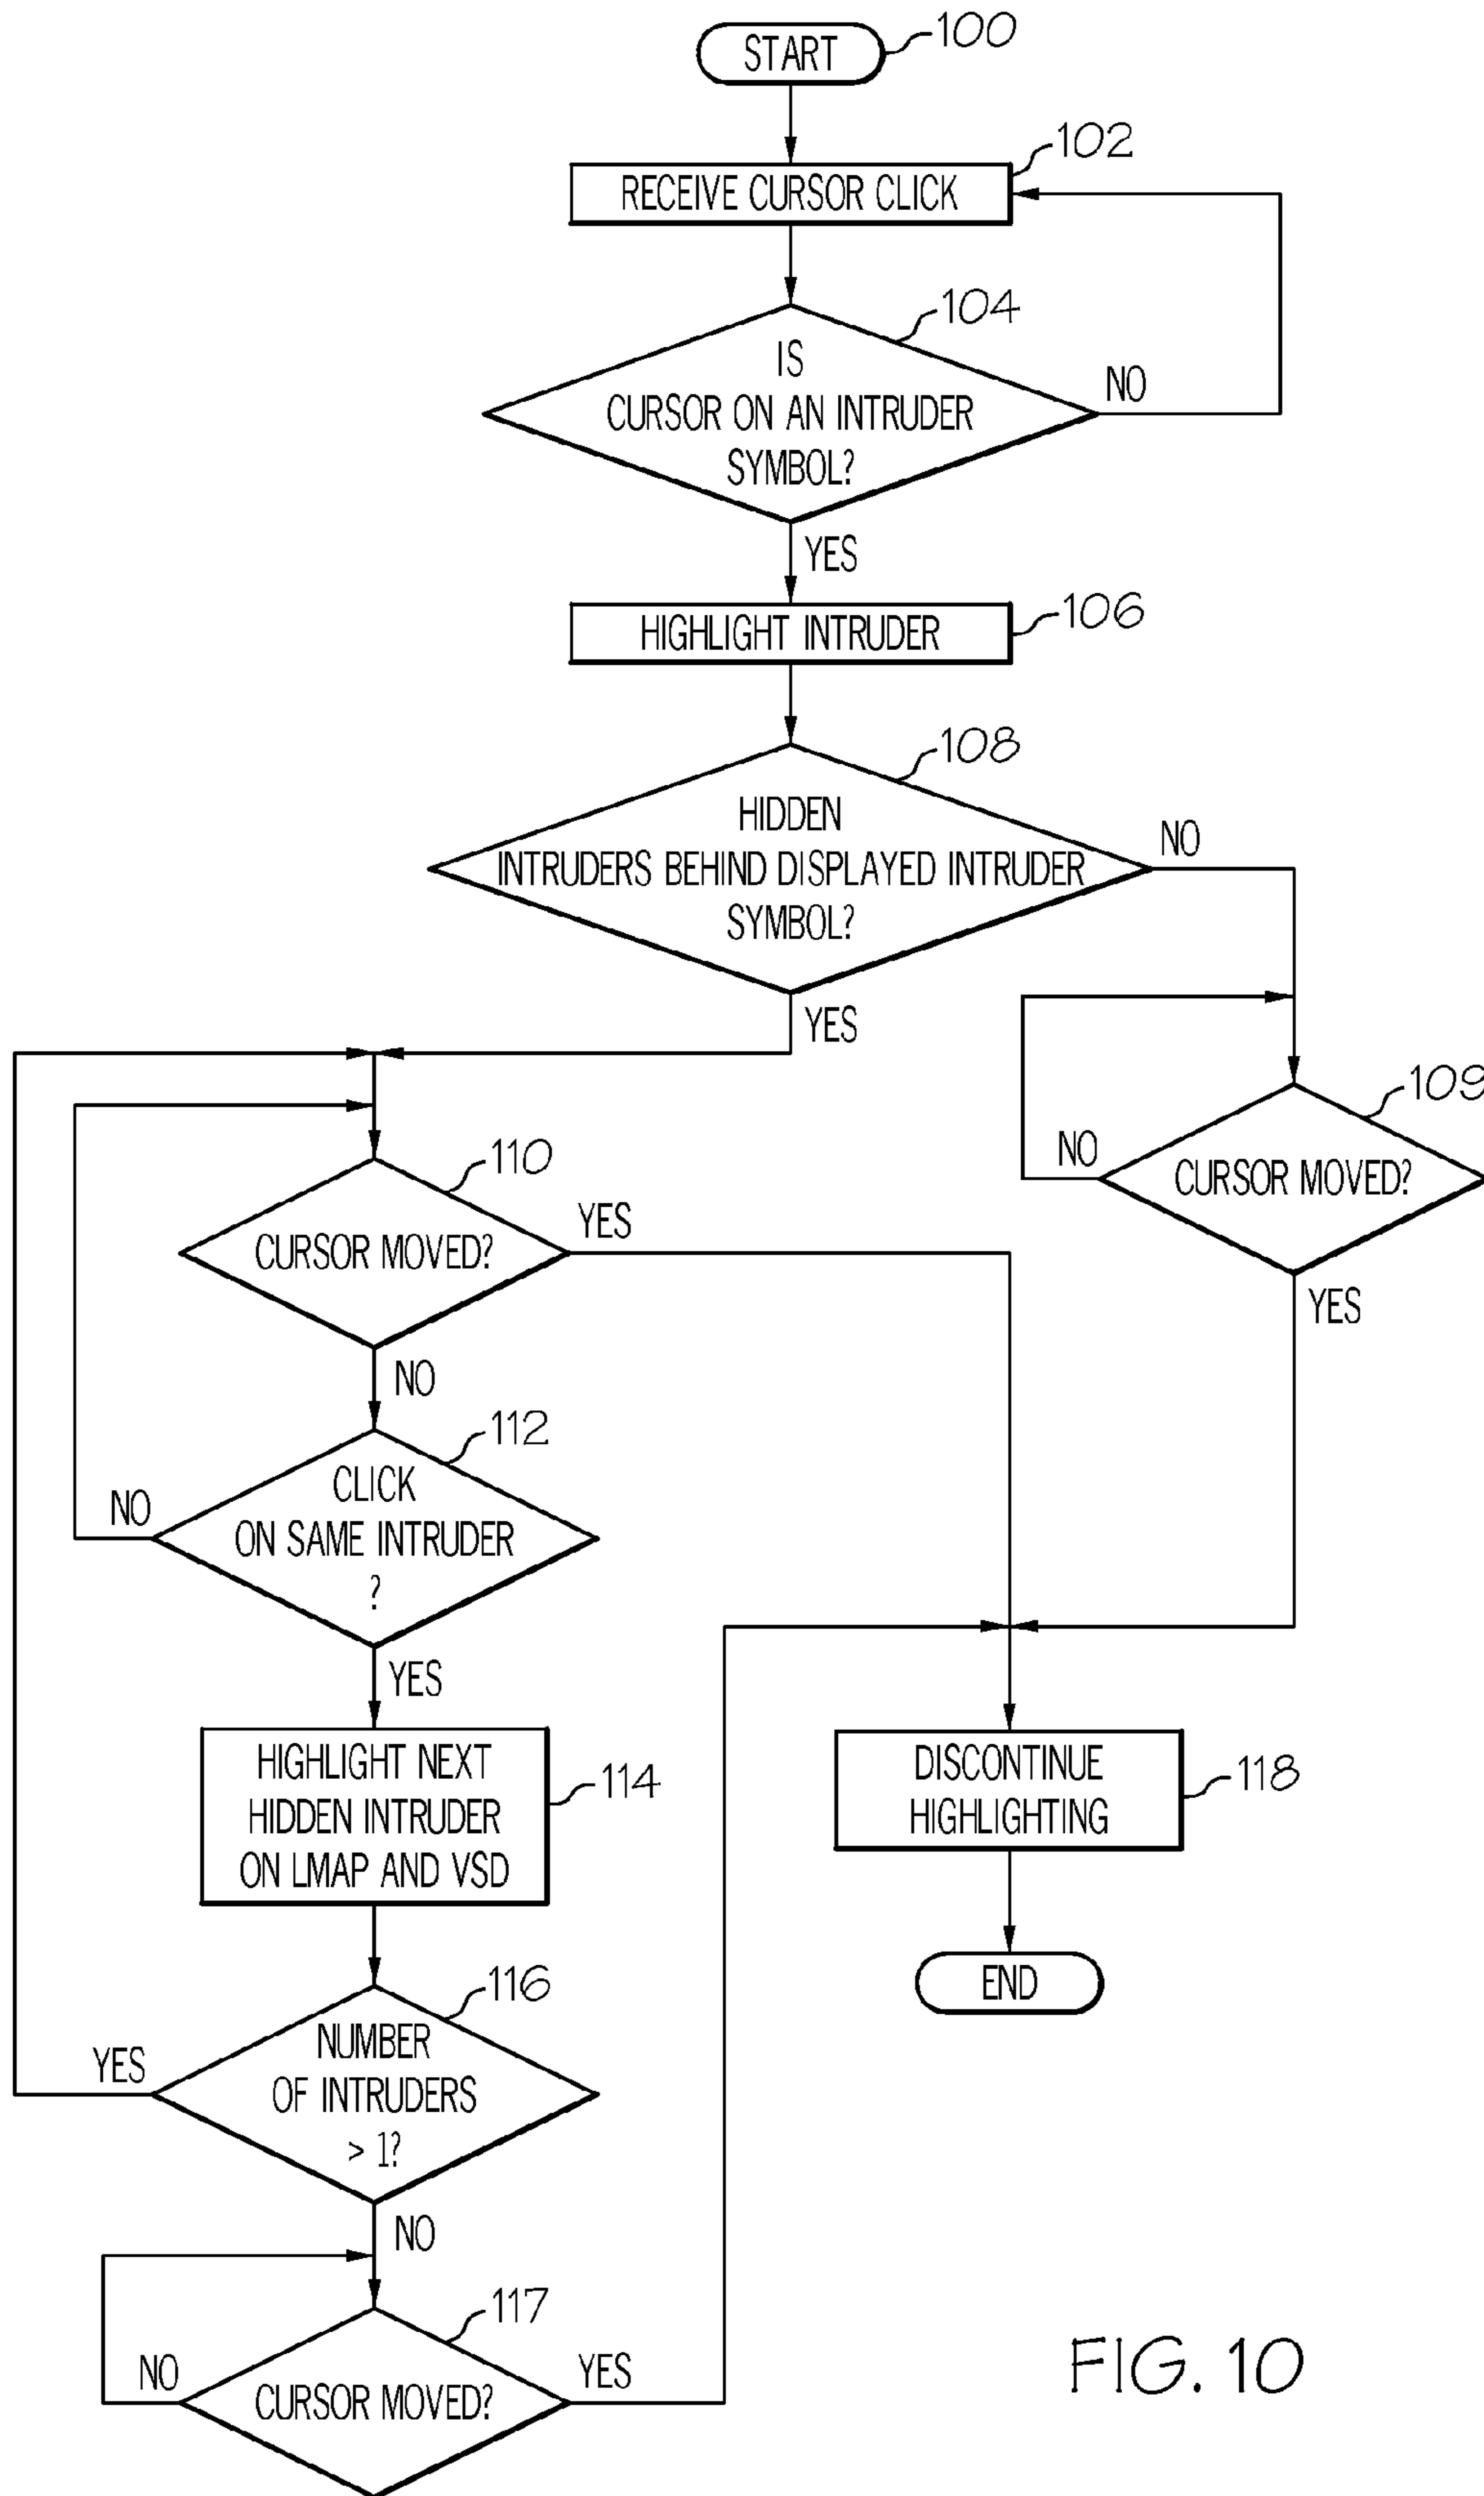 START
100
RECEIVE CURSOR CLICK
102
IS
CURSOR ON AN INTRUDER
SYMBOL?
104
NO
YES
HIGHLIGHT INTRUDER
106
HIDDEN
INTRUDERS BEHIND DISPLAYED INTRUDER
SYMBOL?
108
NO
YES
CURSOR MOVED?
109
NO
YES
CURSOR MOVED?
110
YES
NO
CLICK
ON SAME INTRUDER
?
112
NO
YES
HIGHLIGHT NEXT
HIDDEN INTRUDER
ON LMAP AND VSD
114
DISCONTINUE
HIGHLIGHTING
118
END
NUMBER
OF INTRUDERS
> 1?
116
YES
NO
CURSOR MOVED?
117
NO
YES
FIG. 10